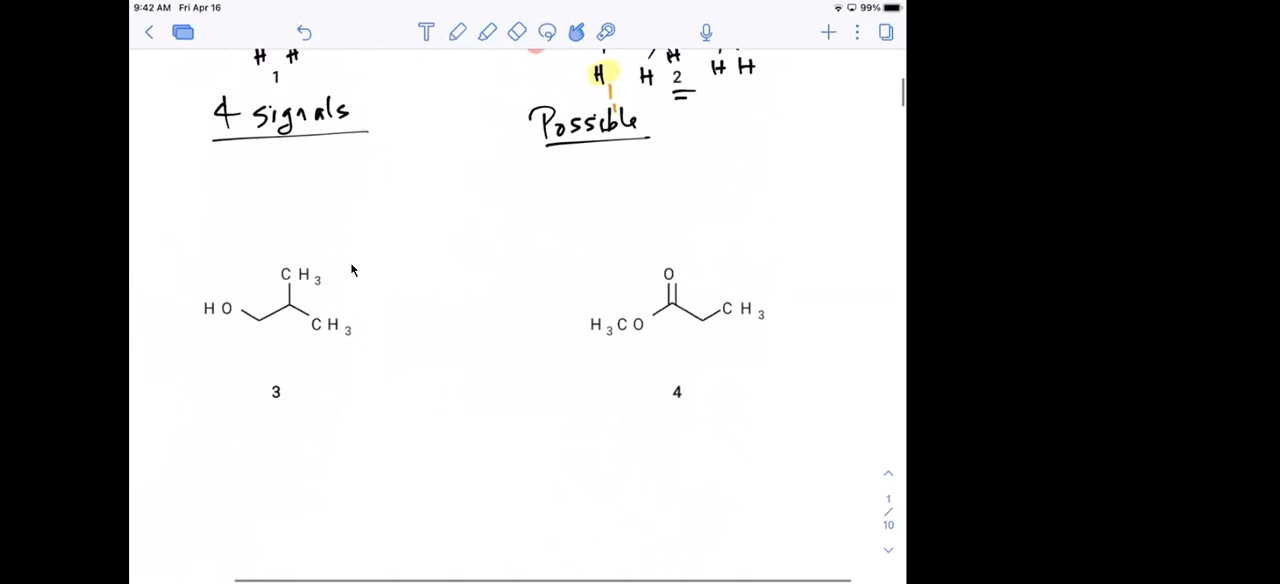 9:42 AM Fri Apr 16
99%
T
H H
1
4 signals
H H H 2 H H
Possible
CH3
HO
CH3
3
O
CH3
H3CO
4
1
/
10